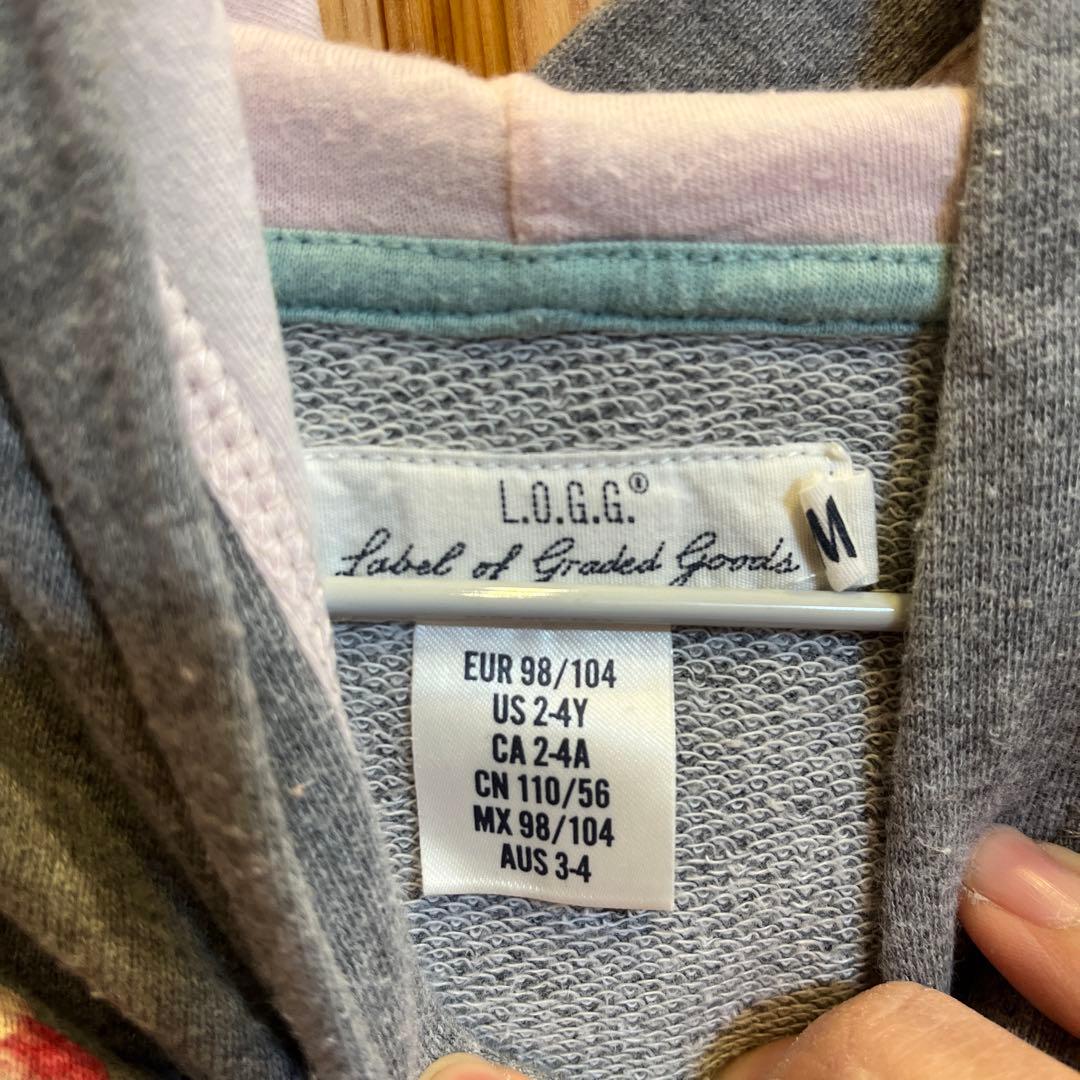 L.O.G.G.®
Label of Graded Goods
M
EUR 98/104
US 2-4Y
CA 2-4A
CN 110/56
MX 98/104
AUS 3-4